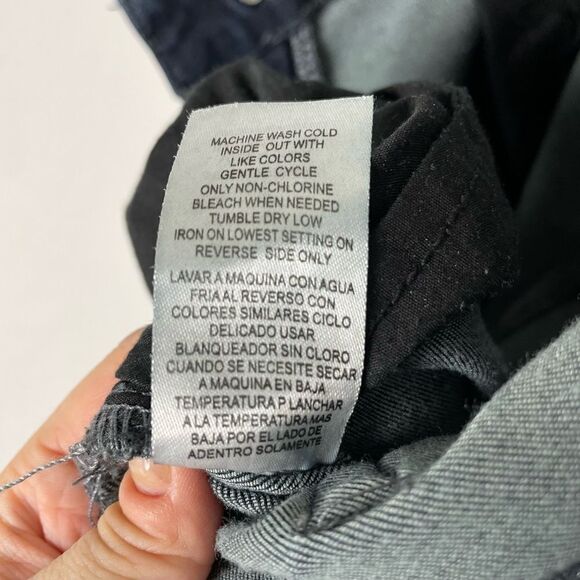 MACHINE WASH COLD
INSIDE OUT WITH
LIKE COLORS
GENTLE CYCLE
ONLY NON-CHLORINE
BLEACH WHEN NEEDED
TUMBLE DRY LOW
IRON ON LOWEST SETTING ON
REVERSE SIDE ONLY
LAVAR A MAQUINA CON AGUA
FRIA AL REVERSO CON
COLORES SIMILARES CICLO
DELICADO USAR
BLANQUEADOR SIN CLORO
CUANDO SE NECESITE SECAR
A MAQUINA EN BAJA
TEMPERATURA P LANCHAR
A LA TEMPERATURA MAS
BAJA POR EL LADO DE
ADENTRO SOLAMENTE